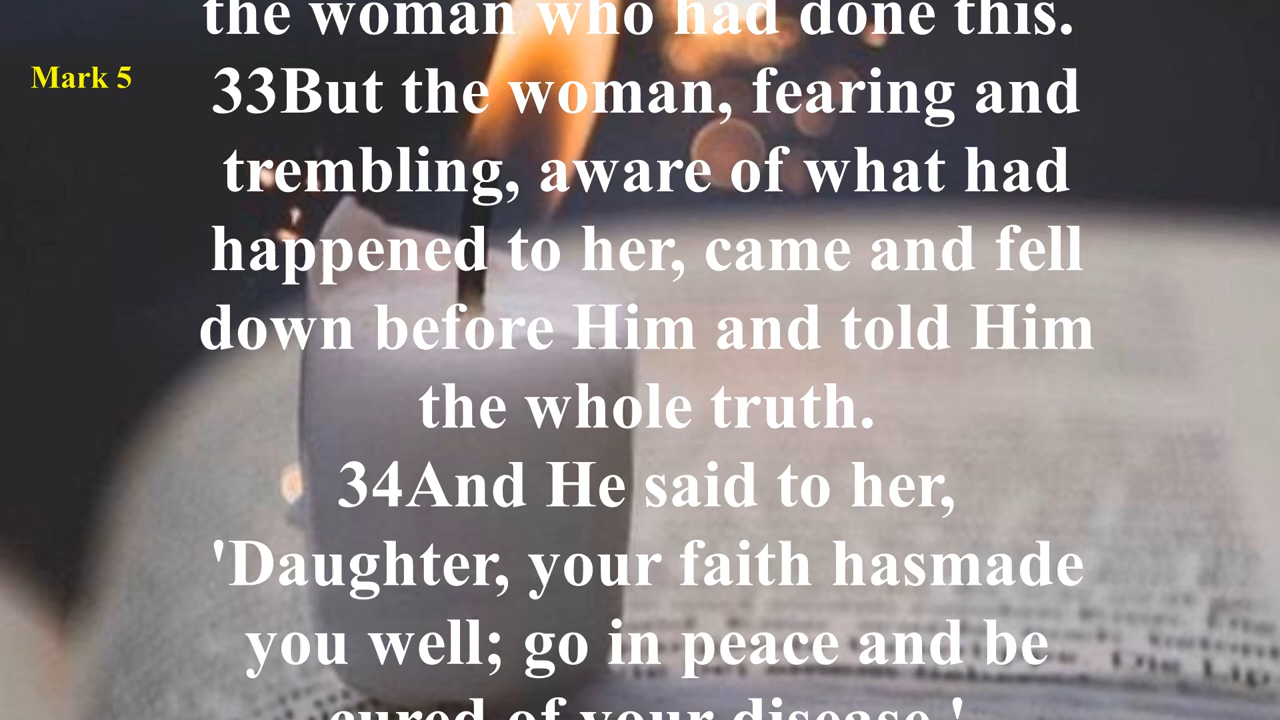 the woman who had done this.
Mark 5
33But the woman, fearing and
trembling, aware of what had
happened to her, came and fell
down before Him and told Him
the whole truth.
34And He said to her,
'Daughter, your faith hasmade
you well; go in peace and be
cured of your disease.'